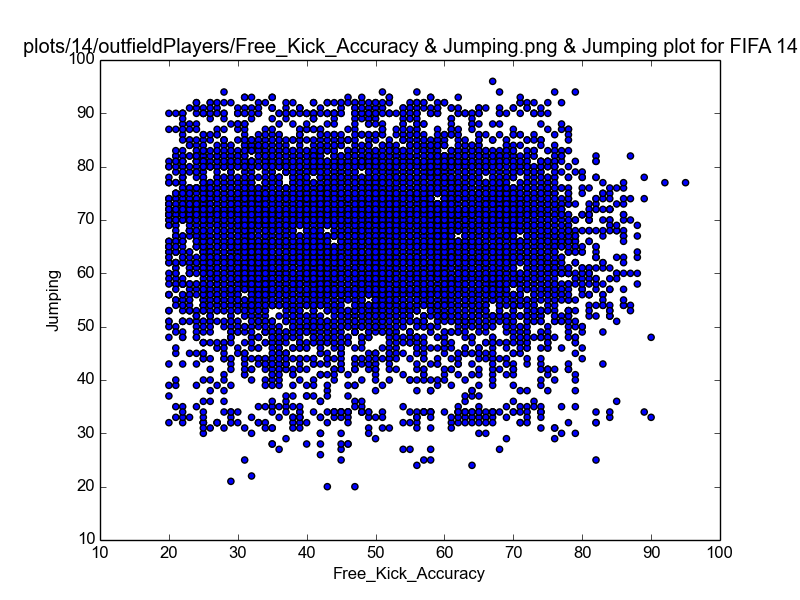 plots/14/outfieldPlayers/Free_Kick_Accuracy & Jumping.png & Jumping plot for FIFA 14
100
90
80
70
60
50
40
30
20
10
Jumping
10 20 30 40 50 60 70 80 90 100
Free_Kick_Accuracy